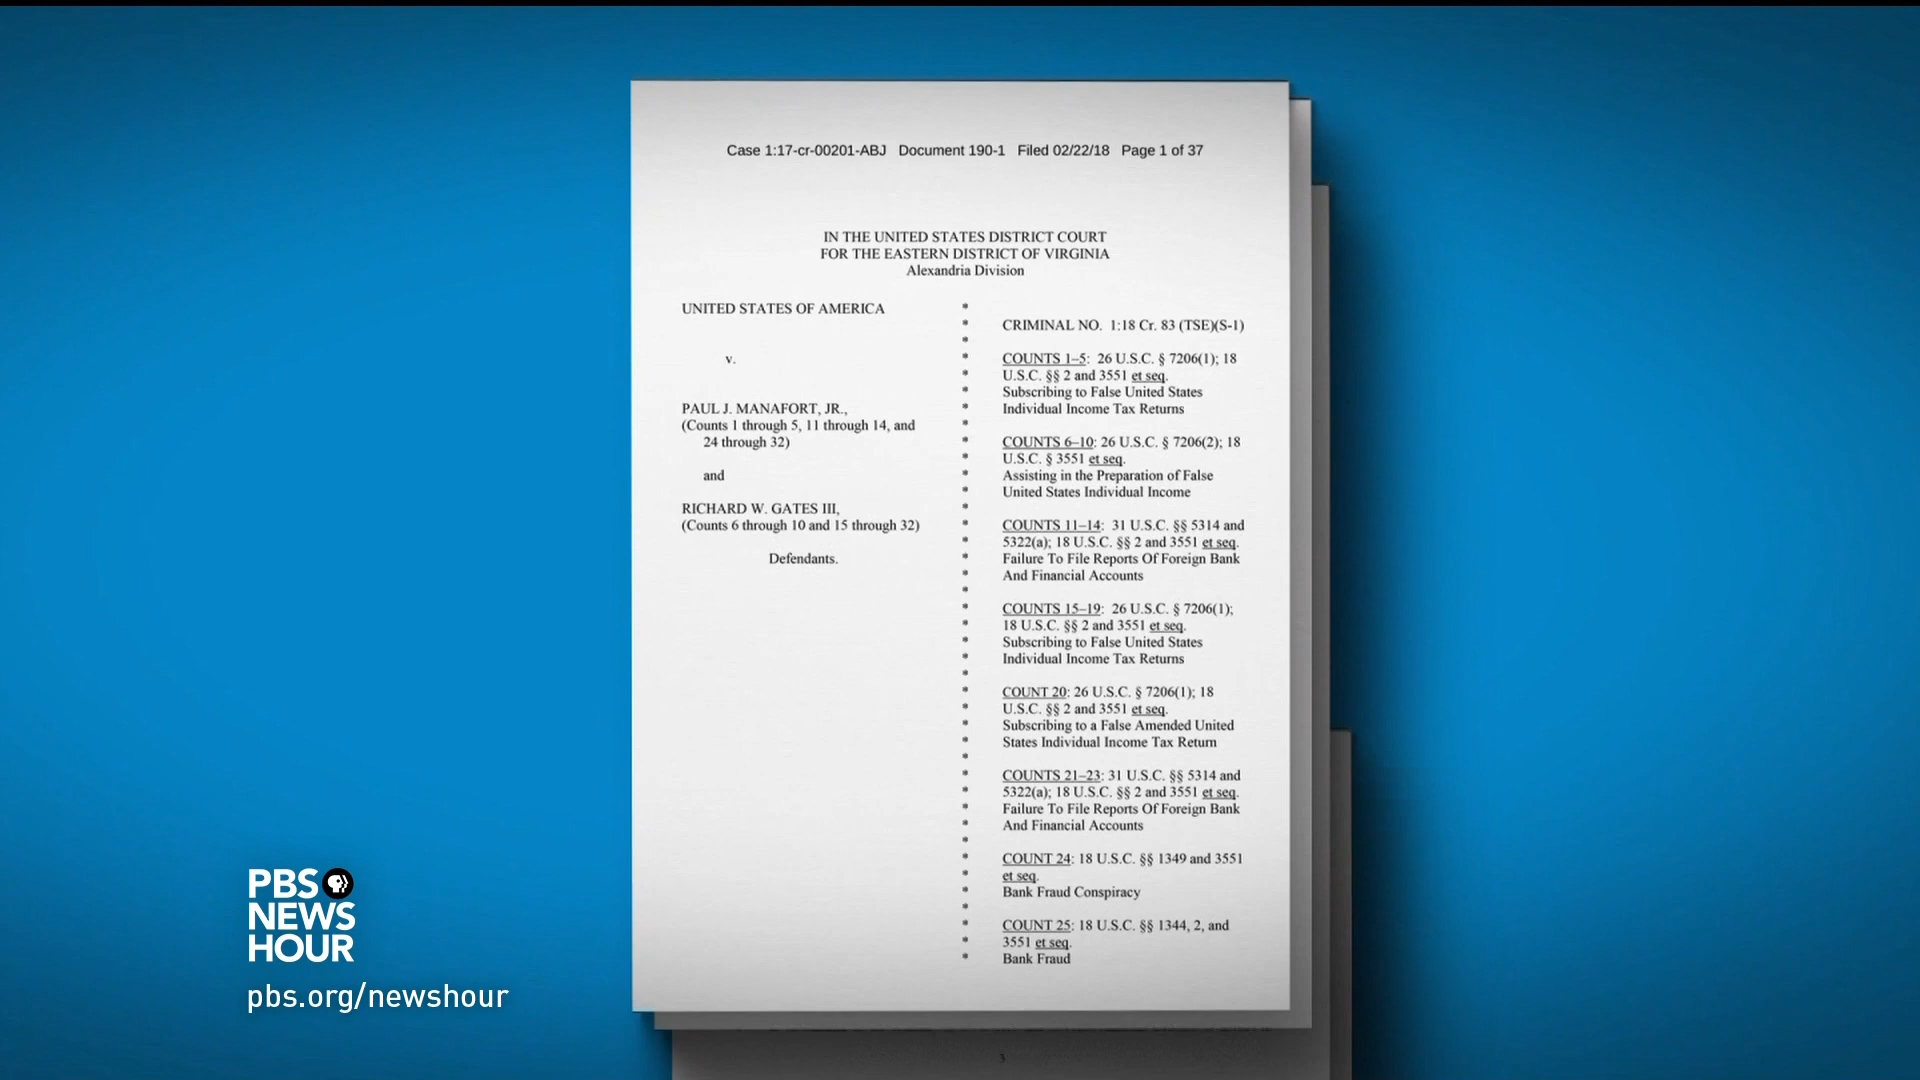 Case 1:17-cr-00201-ABJ Document 190-1 Filed 02/22/18 Page 1 of 37
IN THE UNITED STATES DISTRICT COURT
FOR THE EASTERN DISTRICT OF VIRGINIA
Alexandria Division
UNITED STATES OF AMERICA
v.
PAUL J. MANAFORT, JR.,
(Counts 1 through 5, 11 through 14, and
24 through 32)
and
RICHARD W. GATES III,
(Counts 6 through 10 and 15 through 32)
Defendants.
CRIMINAL NO. 1:18 Cr. 83 (TSE)(S-1)
COUNTS 1–5: 26 U.S.C. § 7206(1); 18
U.S.C. §§ 2 and 3551 et seq.
Subscribing to False United States
Individual Income Tax Returns
COUNTS 6–10: 26 U.S.C. § 7206(2); 18
U.S.C. § 3551 et seq.
Assisting in the Preparation of False
United States Individual Income
COUNTS 11–14: 31 U.S.C. §§ 5314 and
5322(a); 18 U.S.C. §§ 2 and 3551 et seq.
Failure To File Reports Of Foreign Bank
And Financial Accounts
COUNTS 15–19: 26 U.S.C. § 7206(1);
18 U.S.C. §§ 2 and 3551 et seq.
Subscribing to False United States
Individual Income Tax Returns
COUNT 20: 26 U.S.C. § 7206(1); 18
U.S.C. §§ 2 and 3551 et seq.
Subscribing to a False Amended United
States Individual Income Tax Return
COUNTS 21–23: 31 U.S.C. §§ 5314 and
5322(a); 18 U.S.C. §§ 2 and 3551 et seq.
Failure To File Reports Of Foreign Bank
And Financial Accounts
COUNT 24: 18 U.S.C. §§ 1349 and 3551
et seq.
Bank Fraud Conspiracy
COUNT 25: 18 U.S.C. §§ 1344, 2, and
3551 et seq.
Bank Fraud
3
PBS
NEWS
HOUR
pbs.org/newshour